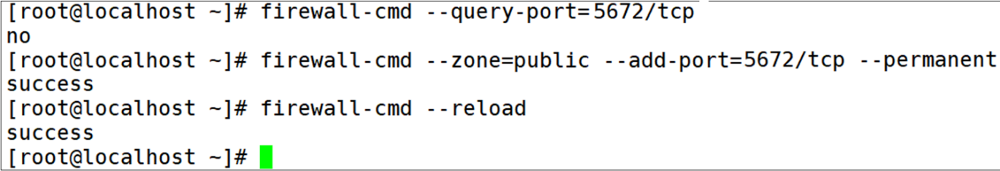 [root@localhost ~]# firewall-cmd --query-port=5672/tcp
no
[root@localhost ~]# firewall-cmd --zone=public --add-port=5672/tcp --permanent
success
[root@localhost ~]# firewall-cmd --reload
success
[root@localhost ~]#